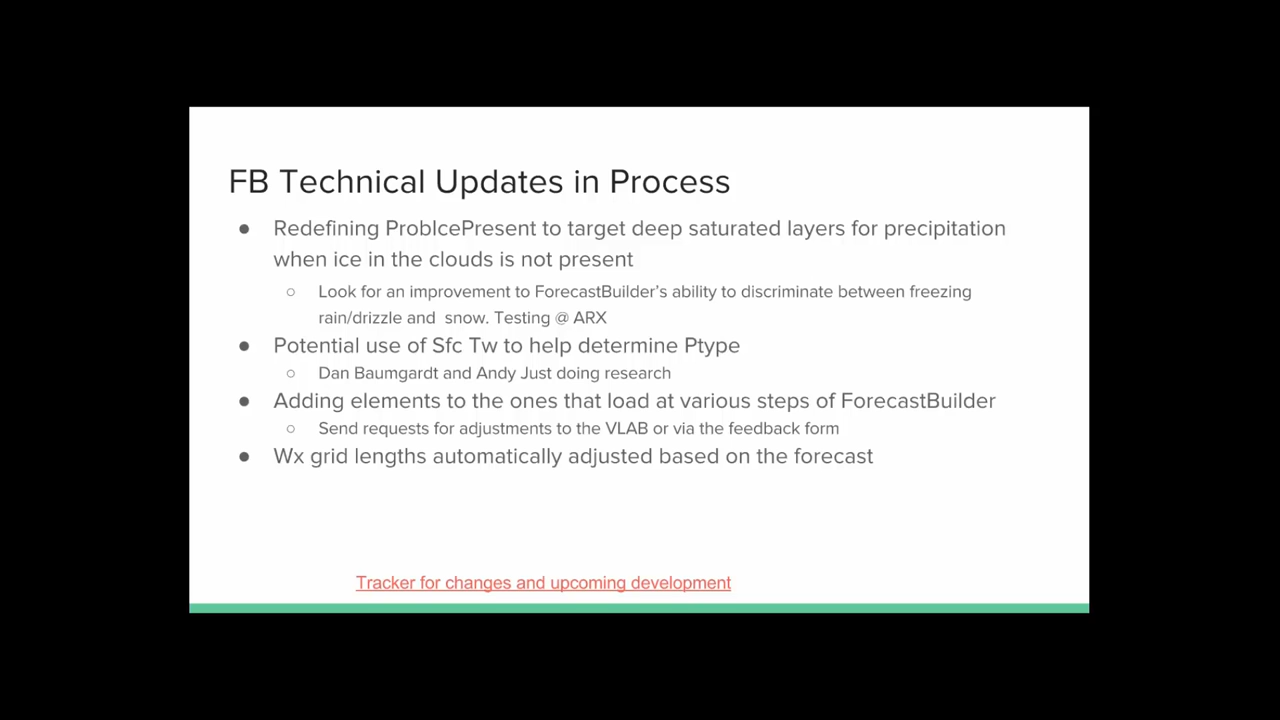 FB Technical Updates in Process
● Redefining ProbIcePresent to target deep saturated layers for precipitation
when ice in the clouds is not present
○ Look for an improvement to ForecastBuilder's ability to discriminate between freezing
rain/drizzle and  snow. Testing @ ARX
● Potential use of Sfc Tw to help determine Ptype
○ Dan Baumgardt and Andy Just doing research
● Adding elements to the ones that load at various steps of ForecastBuilder
○ Send requests for adjustments to the VLAB or via the feedback form
● Wx grid lengths automatically adjusted based on the forecast
Tracker for changes and upcoming development